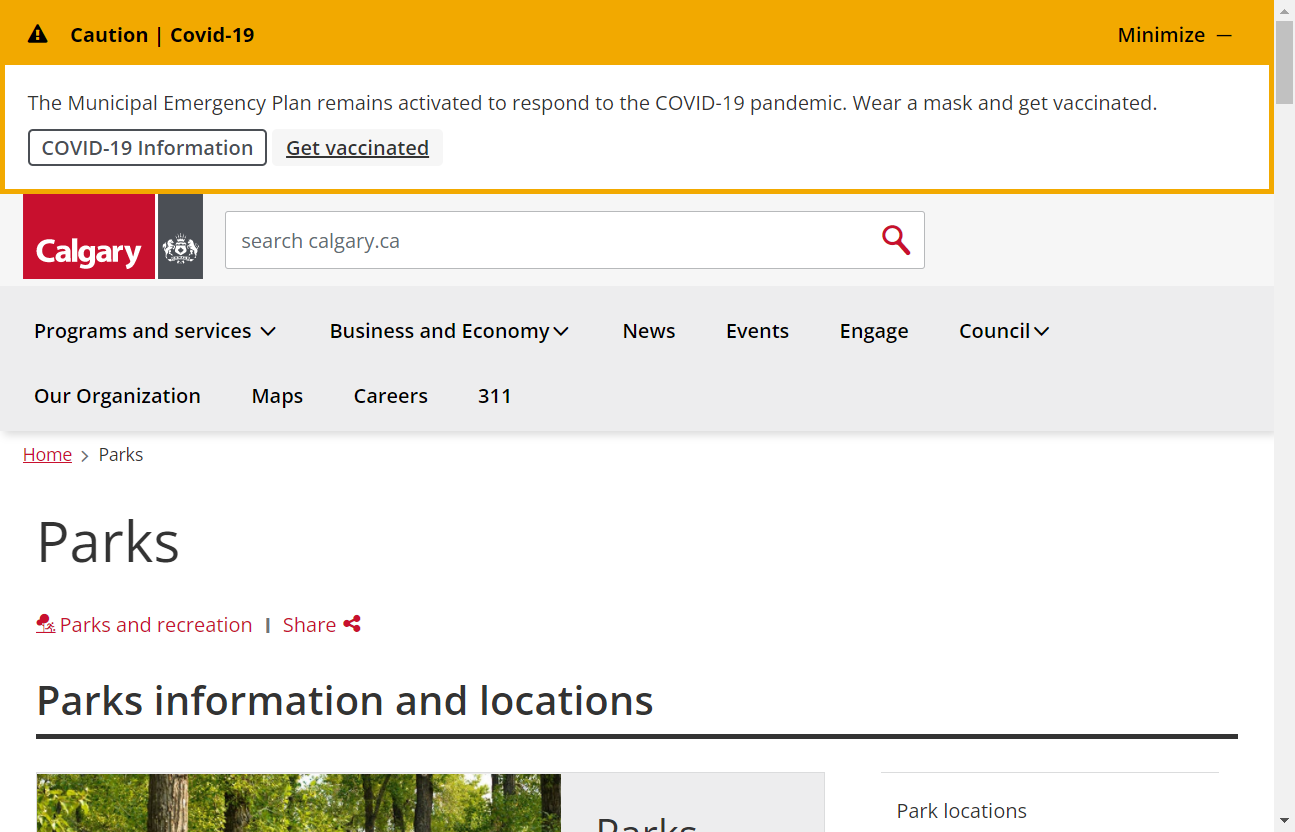 Caution | Covid-19
Minimize
The Municipal Emergency Plan remains activated to respond to the COVID-19 pandemic. Wear a mask and get vaccinated.
COVID-19 Information Get vaccinated
Calgary
search calgary.ca
Programs and services Business and Economy News Events Engage Council
Our Organization Maps Careers 311
Home > Parks
Parks
Parks and recreation | Share
Parks information and locations
Parks
Park locations